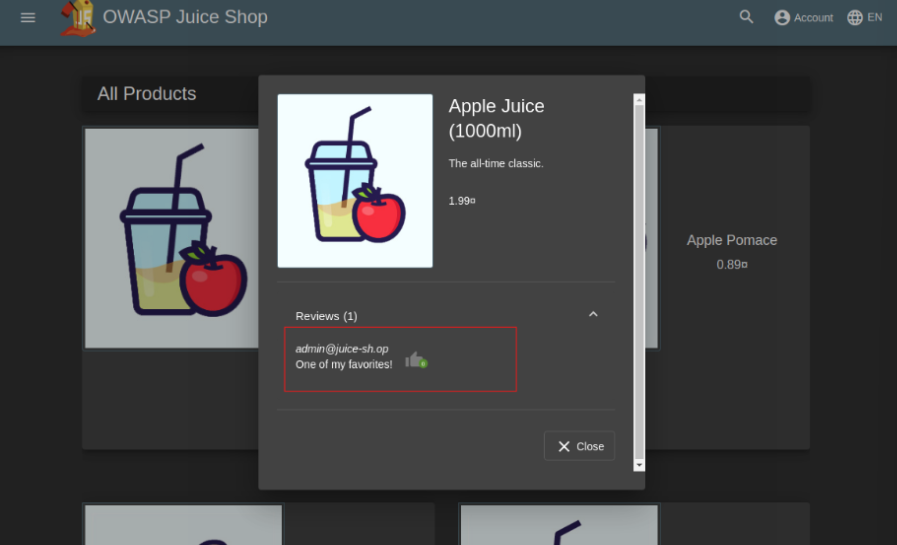 OWASP Juice Shop
Account
EN
All Products
Apple Juice
(1000ml)
The all-time classic.
1.99¤
Apple Pomace
0.89¤
Reviews (1)
admin@juice-sh.op
One of my favorites!
Close